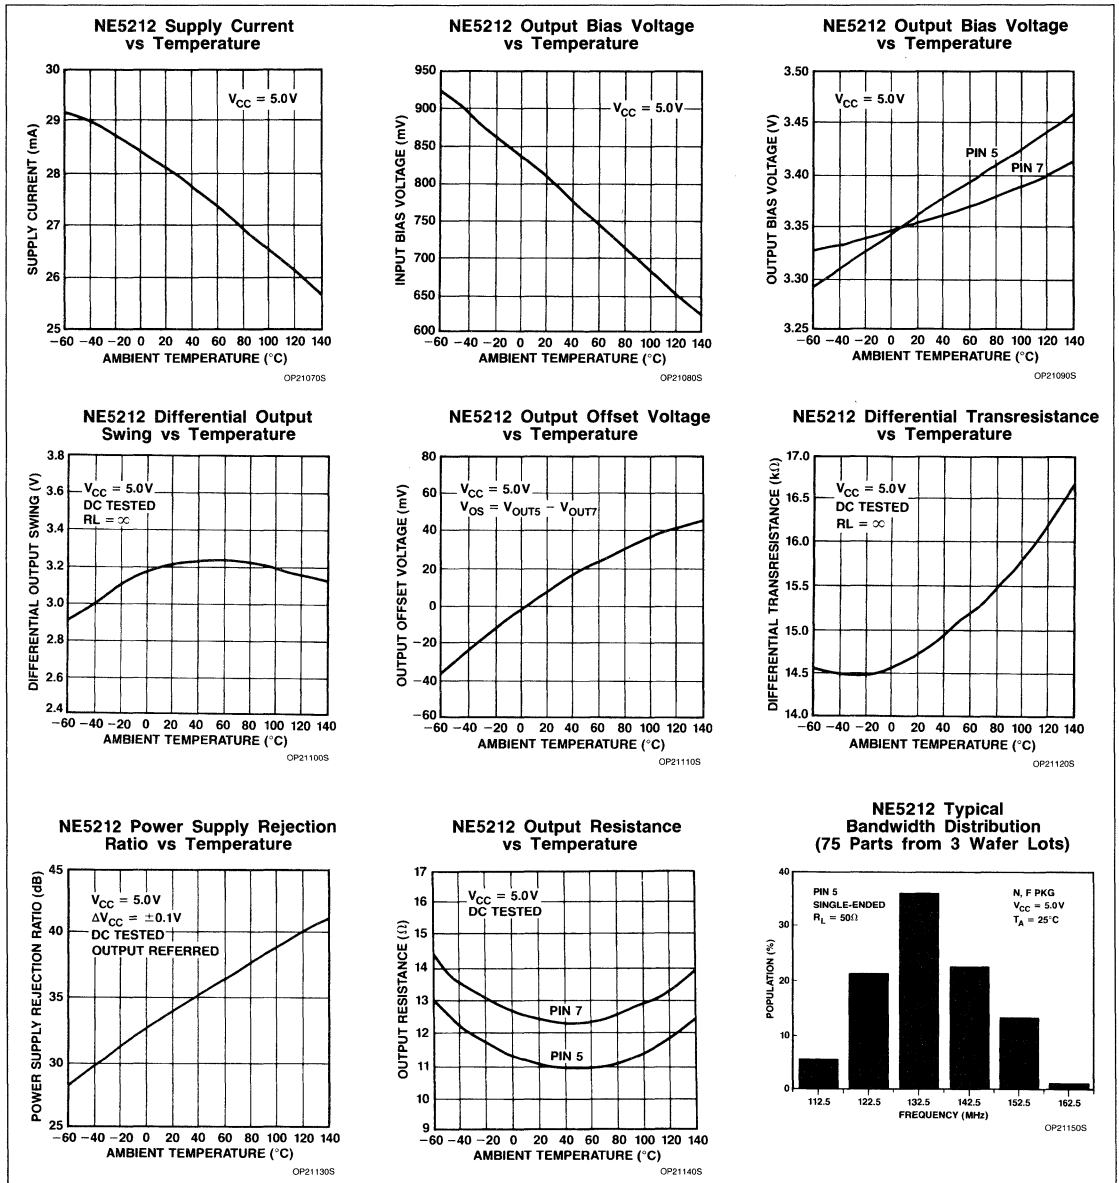 NE5212 Supply Current
vs Temperature
SUPPLY CURRENT (mA)
30
29
28
27
26
25
VCC = 5.0V
−60 −40 −20 0 20 40 60 80 100 120 140
AMBIENT TEMPERATURE (°C)
OP21070S
NE5212 Output Bias Voltage
vs Temperature
INPUT BIAS VOLTAGE (mV)
950
900
850
800
750
700
650
600
VCC = 5.0V
−60 −40 −20 0 20 40 60 80 100 120 140
AMBIENT TEMPERATURE (°C)
OP21080S
NE5212 Output Bias Voltage
vs Temperature
OUTPUT BIAS VOLTAGE (V)
3.50
3.45
3.40
3.35
3.30
3.25
VCC = 5.0V
PIN 5
PIN 7
−60 −40 −20 0 20 40 60 80 100 120 140
AMBIENT TEMPERATURE (°C)
OP21090S
NE5212 Differential Output
Swing vs Temperature
DIFFERENTIAL OUTPUT SWING (V)
3.8
3.6
3.4
3.2
3.0
2.8
2.6
2.4
VCC = 5.0V
DC TESTED
RL = ∞
−60 −40 −20 0 20 40 60 80 100 120 140
AMBIENT TEMPERATURE (°C)
OP21100S
NE5212 Output Offset Voltage
vs Temperature
OUTPUT OFFSET VOLTAGE (mV)
80
60
40
20
0
−20
−40
−60
VCC = 5.0V
VOS = VOUT5 − VOUT7
−60 −40 −20 0 20 40 60 80 100 120 140
AMBIENT TEMPERATURE (°C)
OP21110S
NE5212 Differential Transresistance
vs Temperature
DIFFERENTIAL TRANSRESISTANCE (kΩ)
17.0
16.5
16.0
15.5
15.0
14.5
14.0
VCC = 5.0V
DC TESTED
RL = ∞
−60 −40 −20 0 20 40 60 80 100 120 140
AMBIENT TEMPERATURE (°C)
OP21120S
NE5212 Power Supply Rejection
Ratio vs Temperature
POWER SUPPLY REJECTION RATIO (dB)
45
40
35
30
25
VCC = 5.0V
ΔVCC = ±0.1V
DC TESTED
OUTPUT REFERRED
−60 −40 −20 0 20 40 60 80 100 120 140
AMBIENT TEMPERATURE (°C)
OP21130S
NE5212 Output Resistance
vs Temperature
OUTPUT RESISTANCE (Ω)
17
16
15
14
13
12
11
10
9
VCC = 5.0V
DC TESTED
PIN 7
PIN 5
−60 −40 −20 0 20 40 60 80 100 120 140
AMBIENT TEMPERATURE (°C)
OP21140S
NE5212 Typical
Bandwidth Distribution
(75 Parts from 3 Wafer Lots)
POPULATION (%)
40
30
20
10
0
PIN 5
SINGLE-ENDED
RL = 50Ω
N, F PKG
VCC = 5.0V
TA = 25°C
112.5 122.5 132.5 142.5 152.5 162.5
FREQUENCY (MHz)
OP21150S